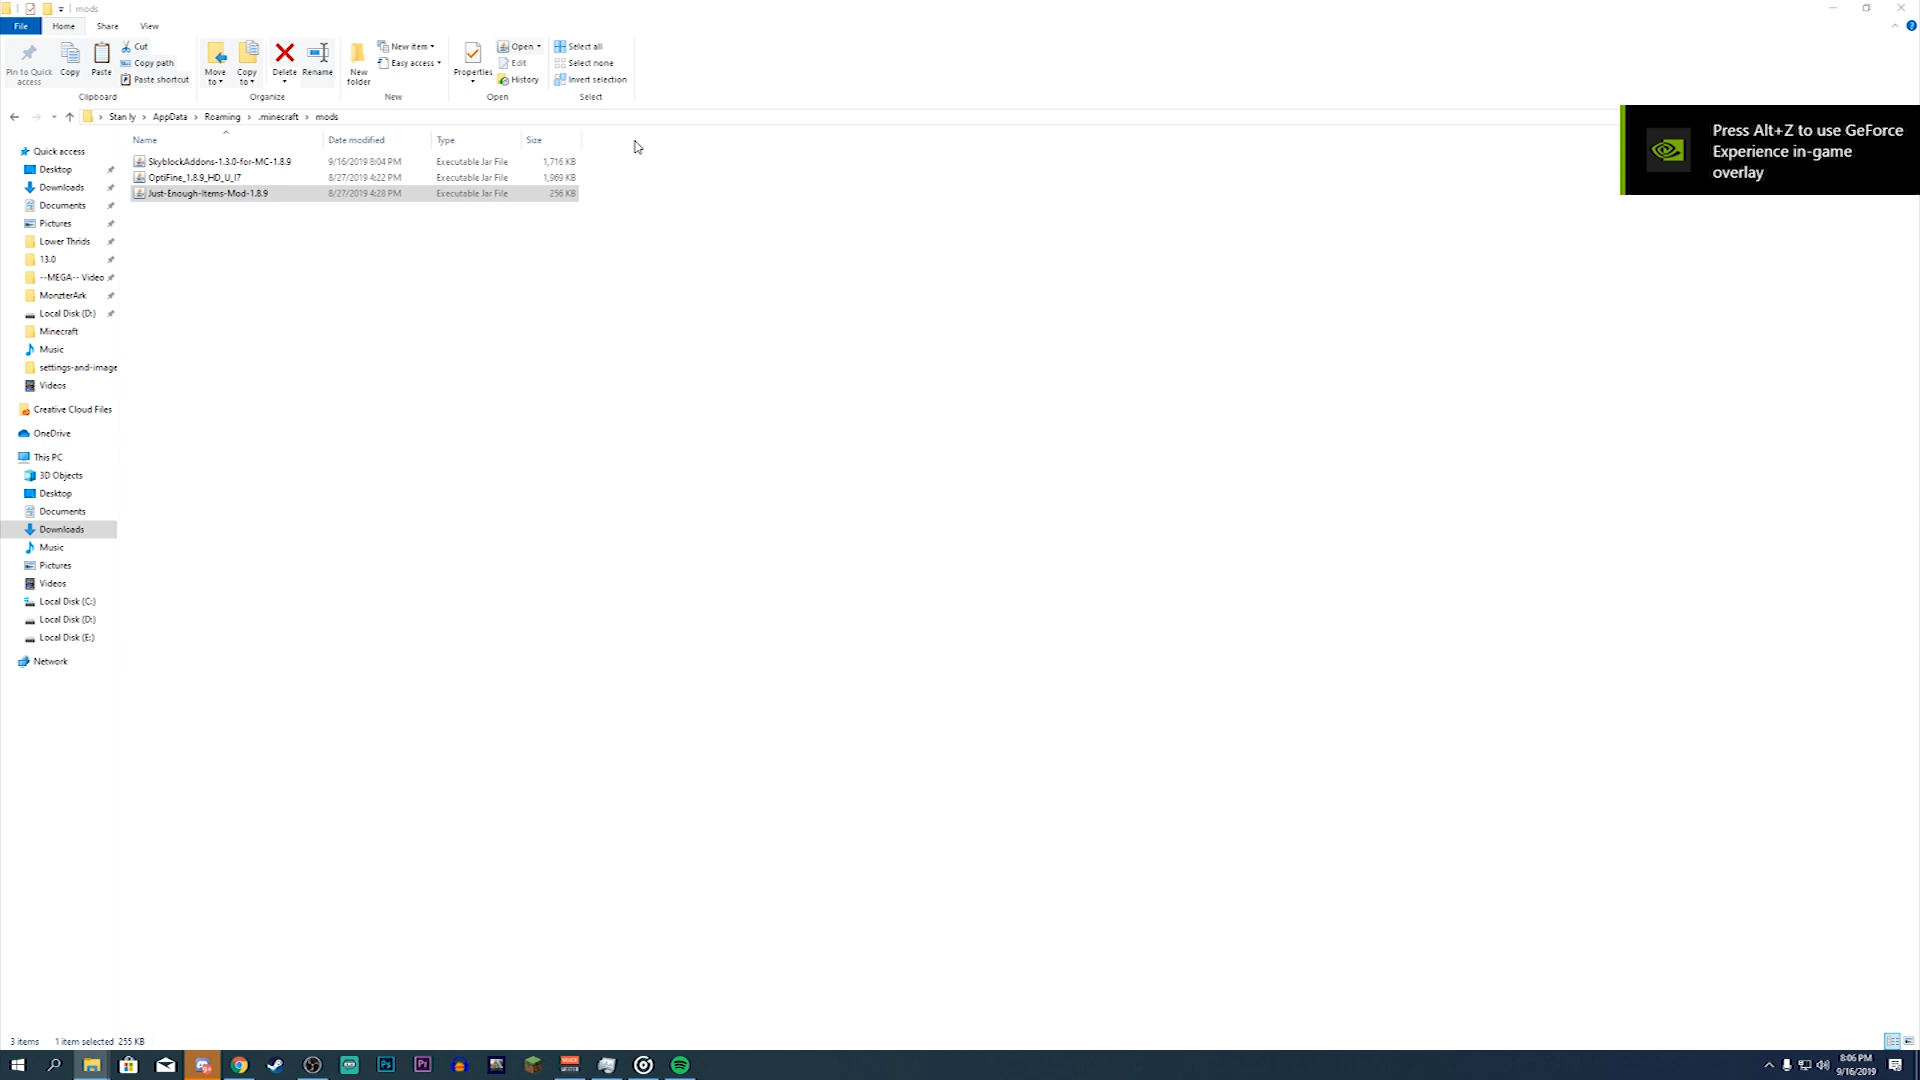 mods
File Home Share View
Pin to Quick access
Copy
Paste
Cut
Copy path
Paste shortcut
Clipboard
Move to
Copy to
Delete
Rename
Organize
New folder
New item
Easy access
New
Properties
Open
Edit
History
Open
Select all
Select none
Invert selection
Select
Stan ly > AppData > Roaming > .minecraft > mods
Press Alt+Z to use GeForce
Experience in-game
overlay
Name Date modified Type Size
SkyblockAddons-1.3.0-for-MC-1.8.9 9/16/2019 8:04 PM Executable Jar File 1,716 KB
OptiFine_1.8.9_HD_U_I7 8/27/2019 4:22 PM Executable Jar File 1,969 KB
Just-Enough-Items-Mod-1.8.9 8/27/2019 4:28 PM Executable Jar File 256 KB
Quick access
Desktop
Downloads
Documents
Pictures
Lower Thrids
13.0
--MEGA-- Video
MonzterArk
Local Disk (D:)
Minecraft
Music
settings-and-image
Videos
Creative Cloud Files
OneDrive
This PC
3D Objects
Desktop
Documents
Downloads
Music
Pictures
Videos
Local Disk (C:)
Local Disk (D:)
Local Disk (E:)
Network
3 items 1 item selected 255 KB
Ps
Pr
8:06 PM
9/16/2019